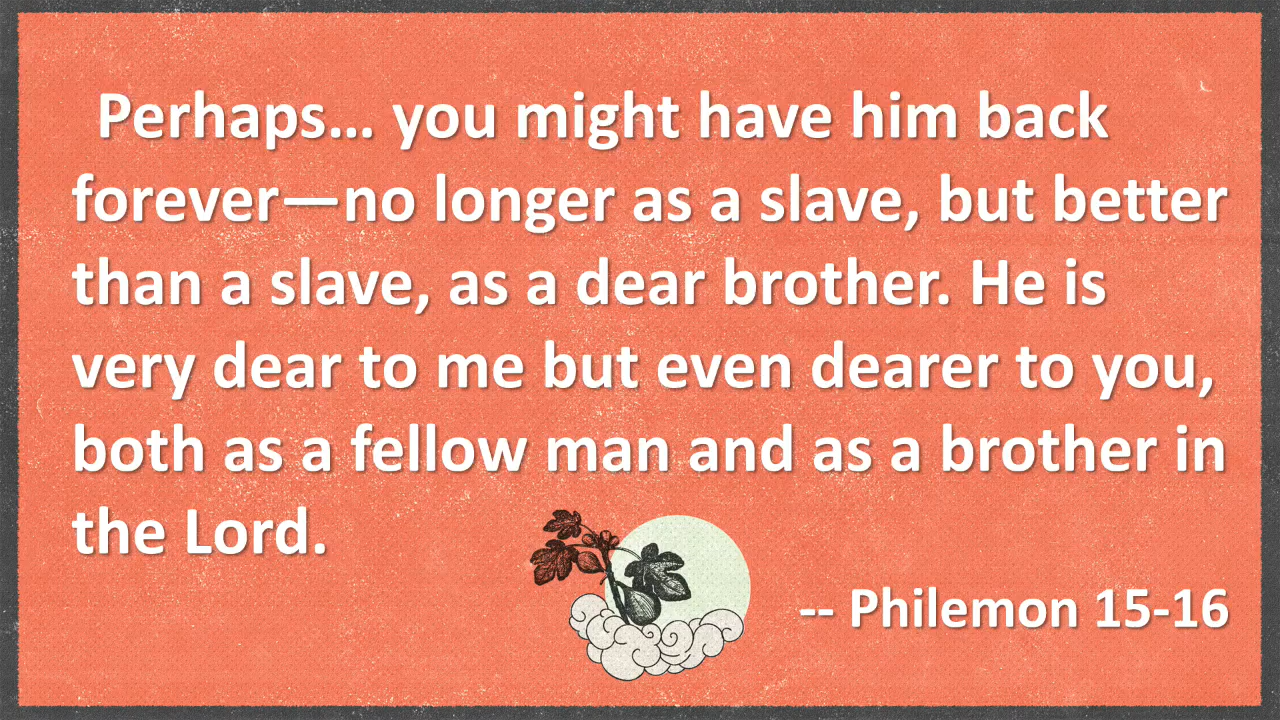 Perhaps… you might have him back
forever—no longer as a slave, but better
than a slave, as a dear brother. He is
very dear to me but even dearer to you,
both as a fellow man and as a brother in
the Lord.
-- Philemon 15-16